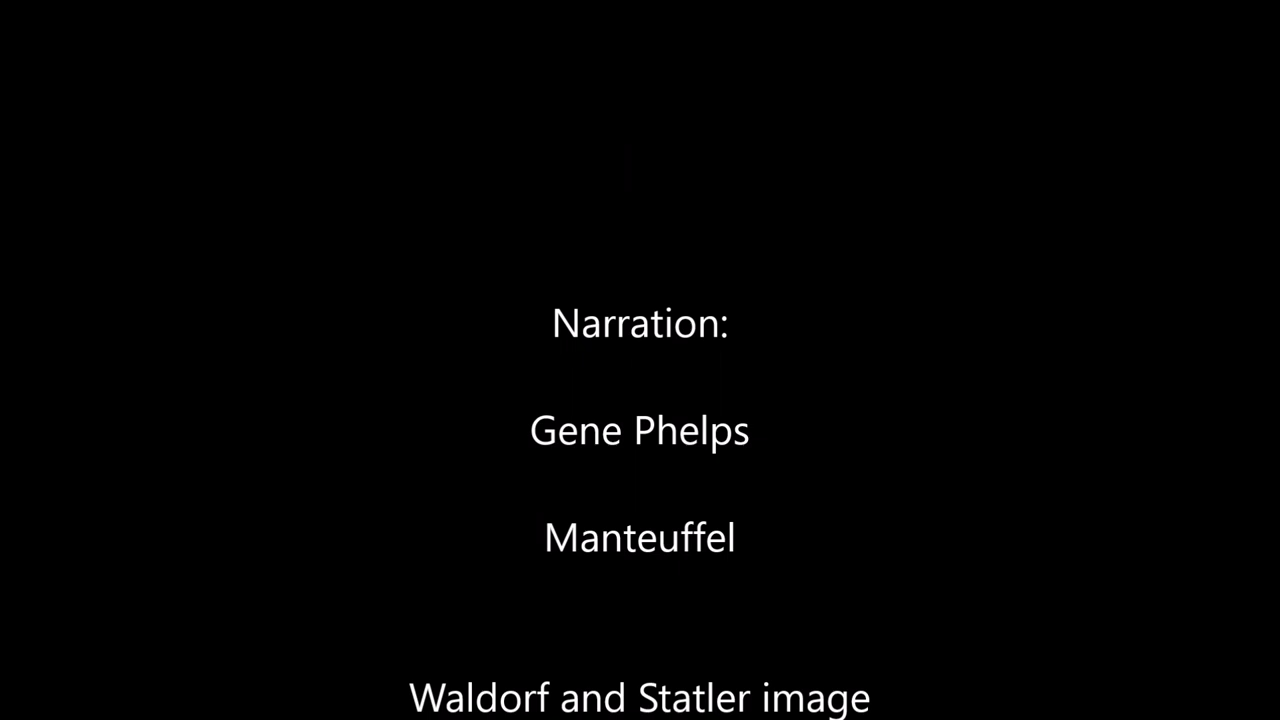 Narration:
Gene Phelps
Manteuffel
Waldorf and Statler image